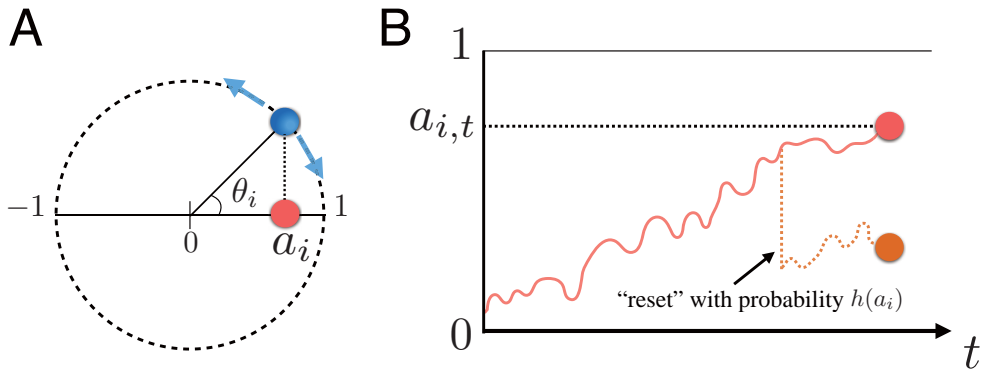 A
θ_i
−1
1
0
a_i
B
1
a_{i,t}
“reset” with probability h(a_i)
0
t